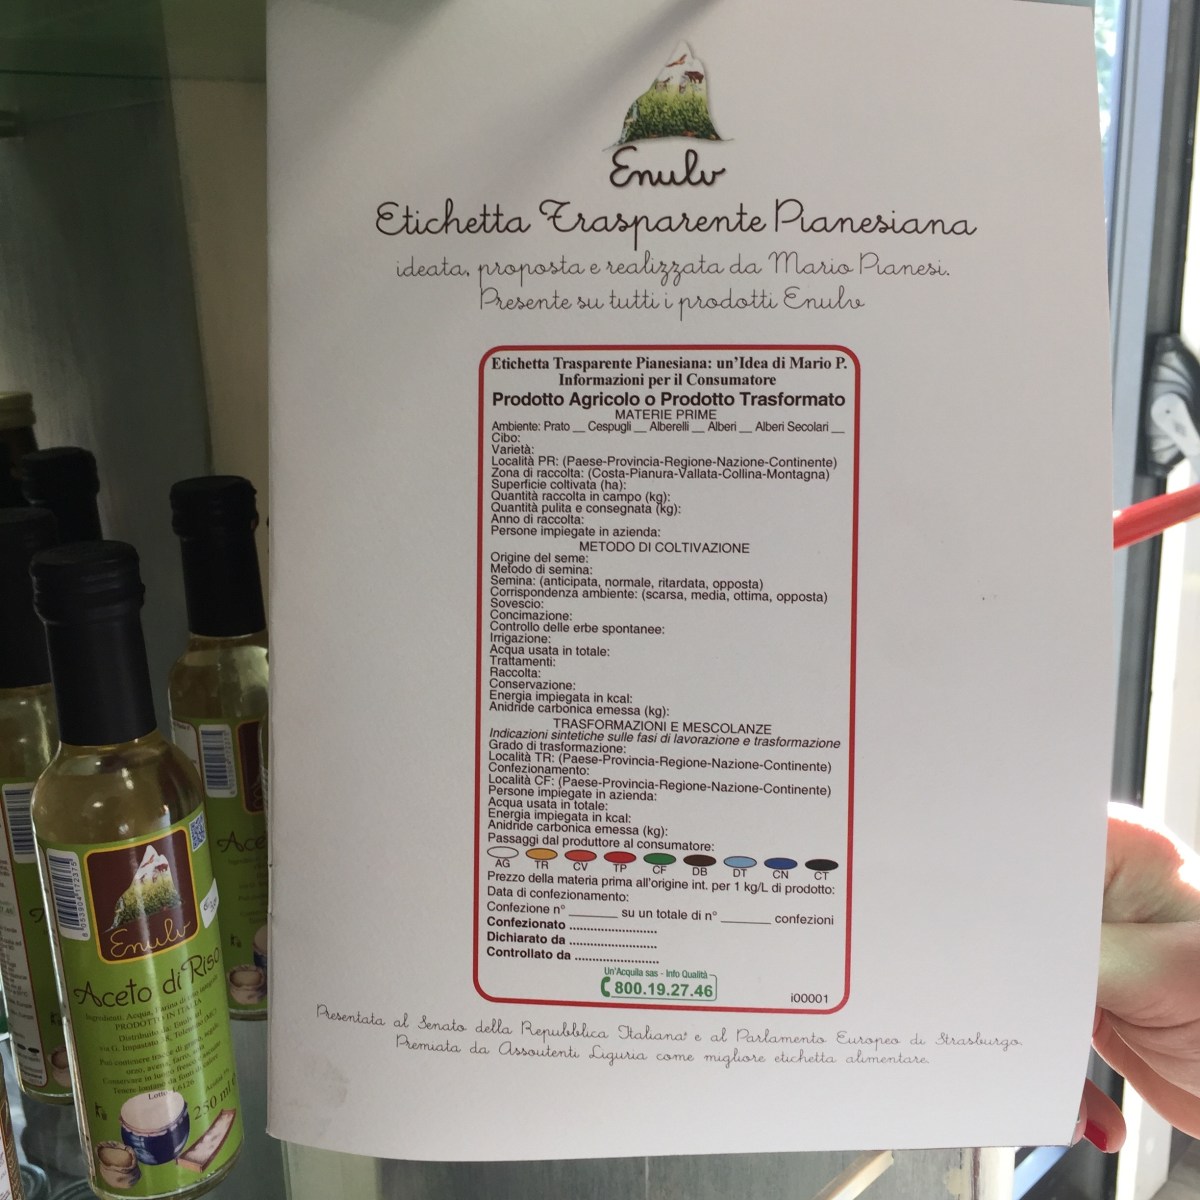 Enulv
Etichetta Trasparente Pianesiana
ideata, proposta e realizzata da Mario Pianesi.
Presente su tutti i prodotti Enulv
Etichetta Trasparente Pianesiana: un'Idea di Mario P.
Informazioni per il Consumatore
Prodotto Agricolo o Prodotto Trasformato
MATERIE PRIME
Ambiente: Prato __ Cespugli __ Alberelli __ Alberi __ Alberi Secolari __
Cibo:
Varietà:
Località PR: (Paese-Provincia-Regione-Nazione-Continente)
Zona di raccolta: (Costa-Pianura-Vallata-Collina-Montagna)
Superficie coltivata (ha):
Quantità raccolta in campo (kg):
Quantità pulita e consegnata (kg):
Anno di raccolta:
Persone impiegate in azienda:
METODO DI COLTIVAZIONE
Origine del seme:
Metodo di semina:
Semina: (anticipata, normale, ritardata, opposta)
Corrispondenza ambiente: (scarsa, media, ottima, opposta)
Sovescio:
Concimazione:
Controllo delle erbe spontanee:
Irrigazione:
Acqua usata in totale:
Trattamenti:
Raccolta:
Conservazione:
Energia impiegata in kcal:
Anidride carbonica emessa (kg):
TRASFORMAZIONI E MESCOLANZE
Indicazioni sintetiche sulle fasi di lavorazione e trasformazione
Grado di trasformazione:
Località TR: (Paese-Provincia-Regione-Nazione-Continente)
Confezionamento:
Località CF: (Paese-Provincia-Regione-Nazione-Continente)
Persone impiegate in azienda:
Acqua usata in totale:
Energia impiegata in kcal:
Anidride carbonica emessa (kg):
Passaggi dal produttore al consumatore:
AG TR CV TP CF DB DT CN CT
Prezzo della materia prima all'origine int. per 1 kg/L di prodotto:
Data di confezionamento:
Confezione n° _______ su un totale di n° _______ confezioni
Confezionato ........................
Dichiarato da ........................
Controllato da .......................
Un'Acquila sas - Info Qualità
800.19.27.46
i00001
Presentata al Senato della Repubblica Italiana e al Parlamento Europeo di Strasburgo.
Premiata da Assoutenti Liguria come migliore etichetta alimentare.
Enulv
Aceto di Riso
PRODOTTO IN ITALIA
250 ml
8 053904 172375